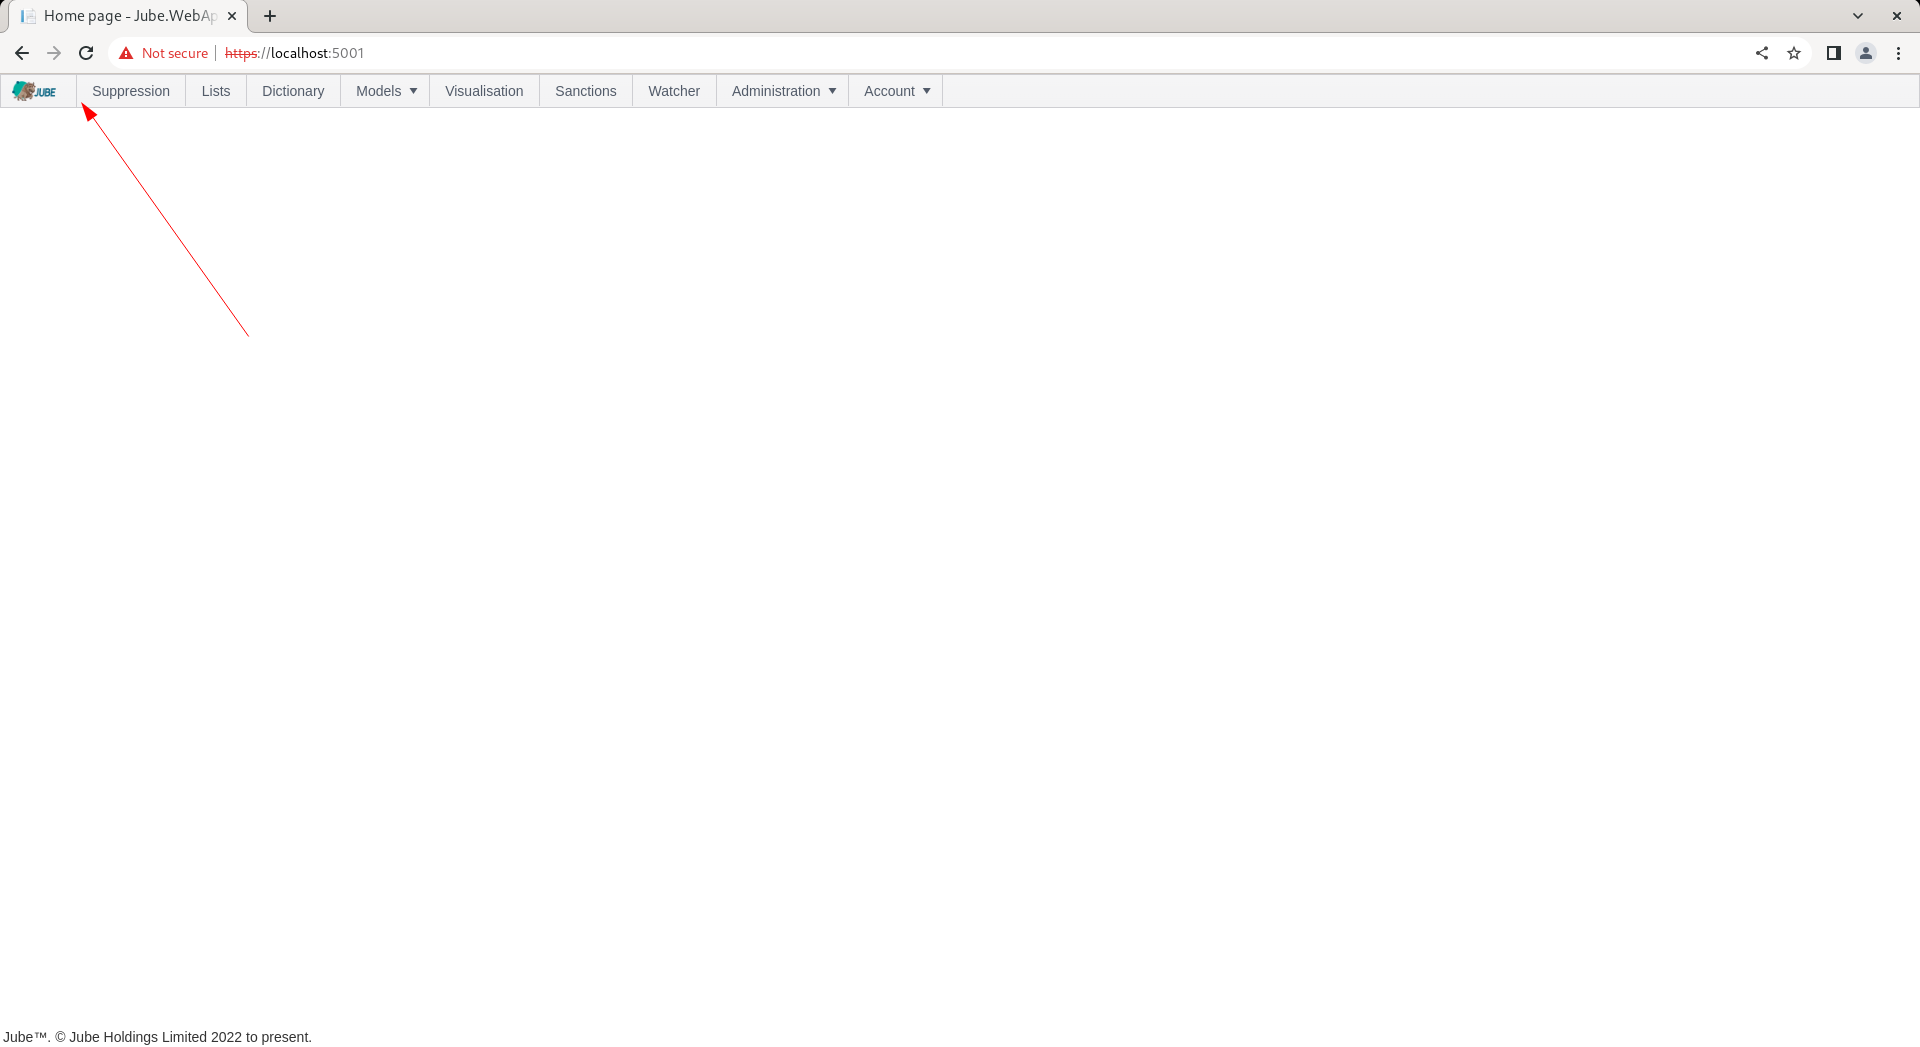 Home page - Jube.WebAp
Not secure https://localhost:5001
JUBE Suppression Lists Dictionary Models Visualisation Sanctions Watcher Administration Account
Jube™. © Jube Holdings Limited 2022 to present.